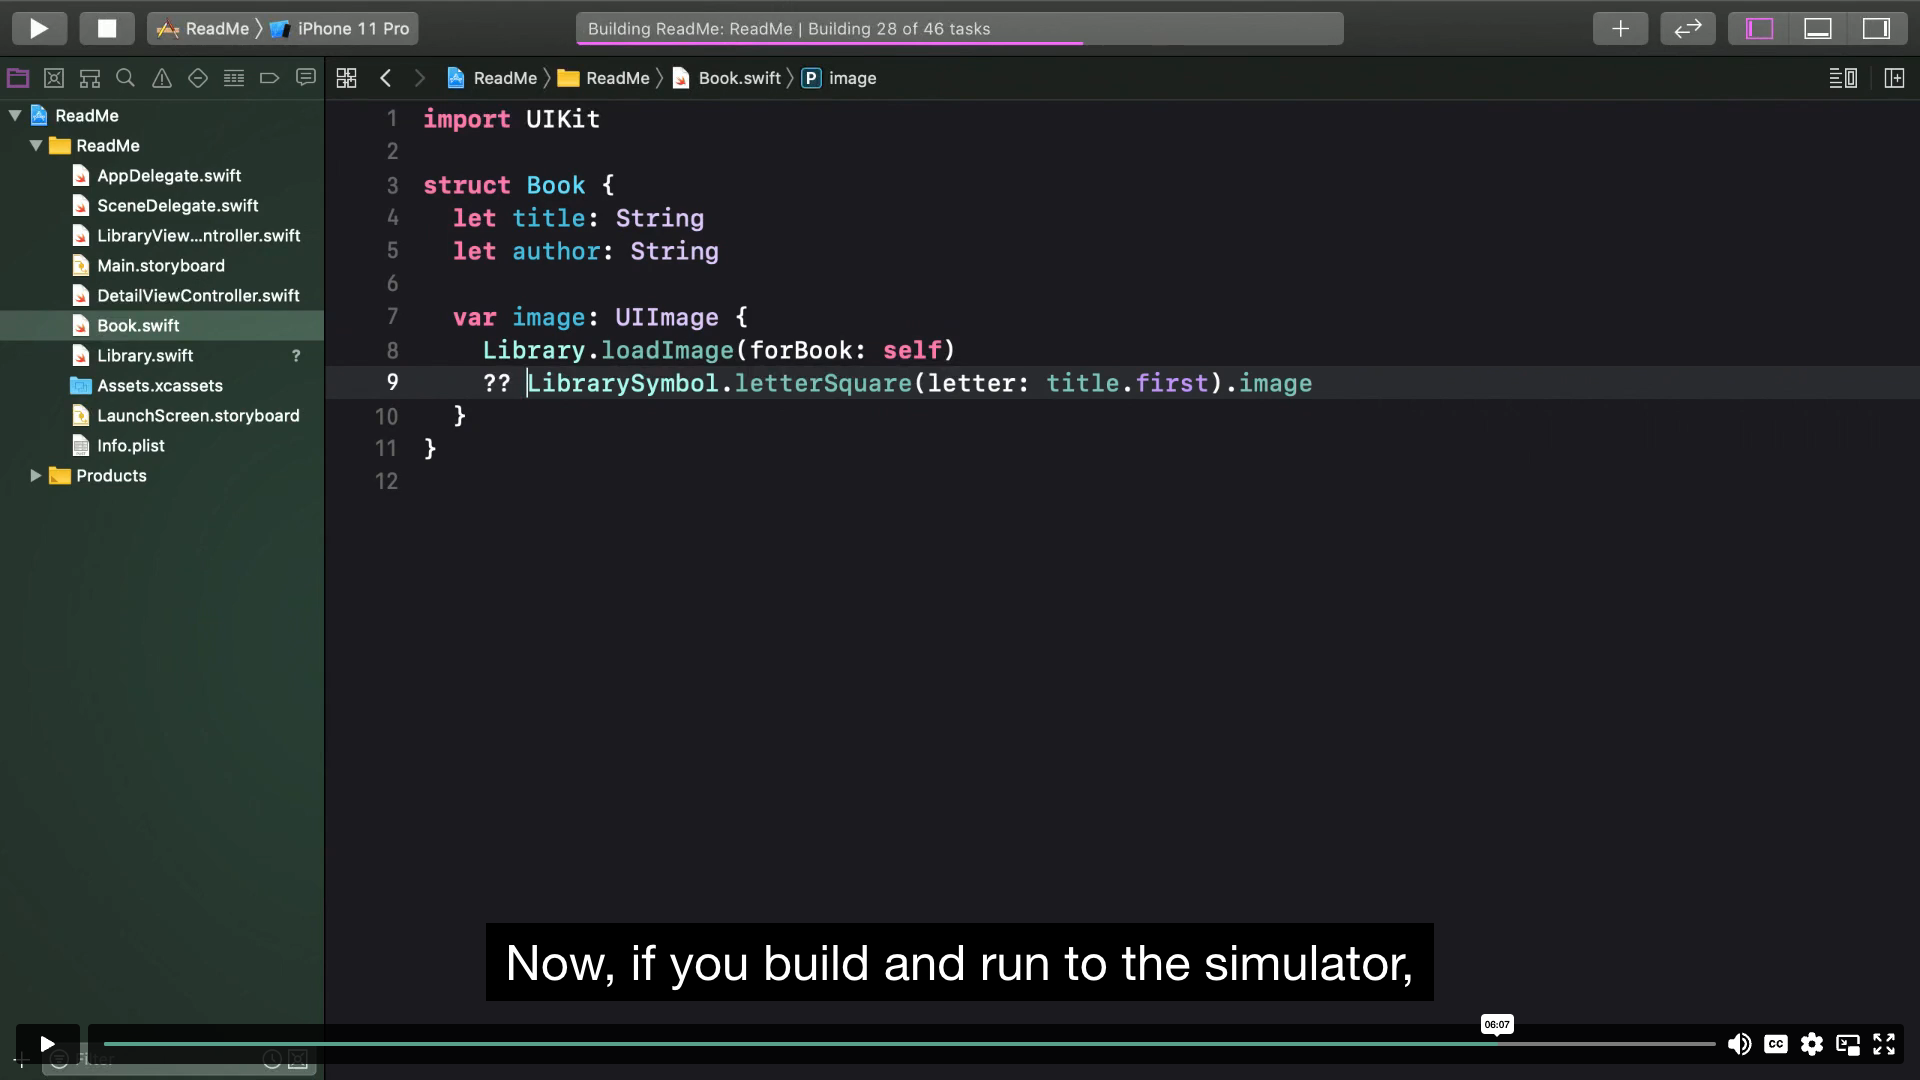 ReadMe iPhone 11 Pro
Building ReadMe: ReadMe | Building 28 of 46 tasks
ReadMe ReadMe Book.swift P image
ReadMe
ReadMe
AppDelegate.swift
SceneDelegate.swift
LibraryView...ntroller.swift
Main.storyboard
DetailViewController.swift
Book.swift
Library.swift ?
Assets.xcassets
LaunchScreen.storyboard
Info.plist
Products
1 import UIKit
2
3 struct Book {
4 let title: String
5 let author: String
6
7 var image: UIImage {
8 Library.loadImage(forBook: self)
9 ?? LibrarySymbol.letterSquare(letter: title.first).image
10 }
11 }
12
Now, if you build and run to the simulator,
06:07
CC
Filter